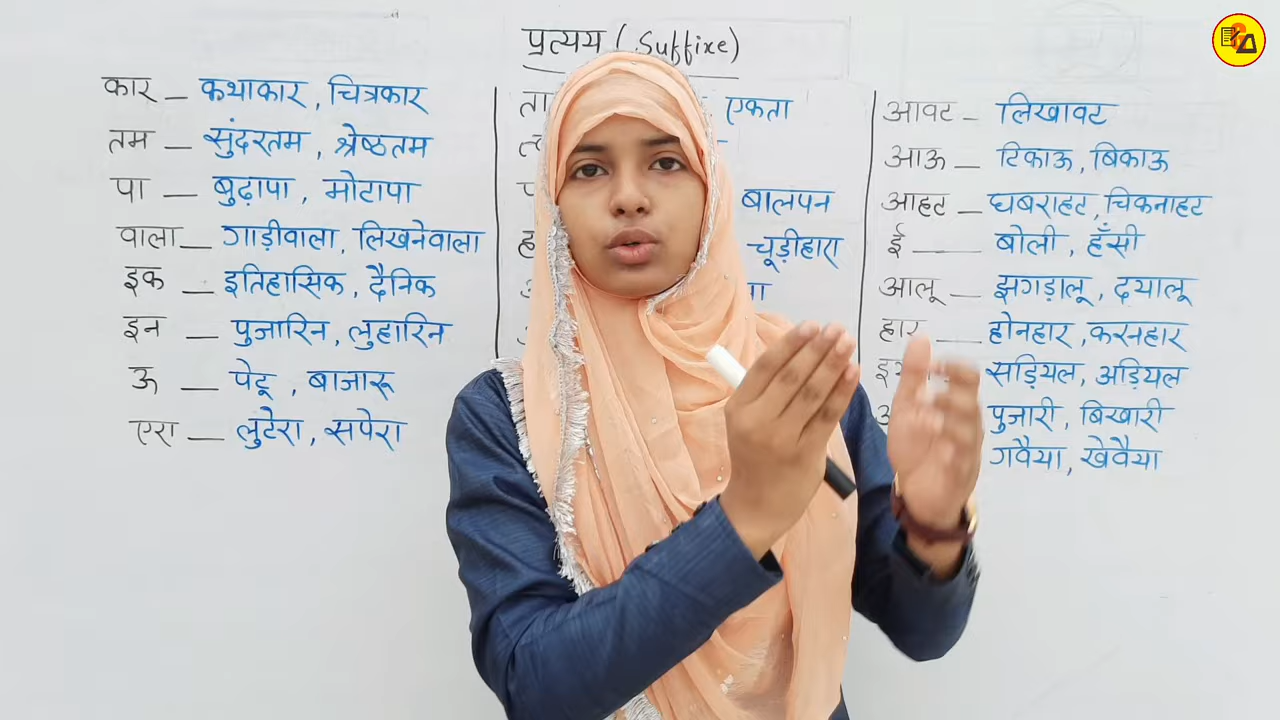 प्रत्यय (Suffixe)
कार – कथाकार, चित्रकार
तम – सुंदरतम, श्रेष्ठतम
पा – बुढ़ापा, मोटापा
वाला – गाड़ीवाला, लिखनेवाला
इक – इतिहासिक, दैनिक
इन – पुजारिन, लुहारिन
ऊ – पेटू, बाजारू
एरा – लुटेरा, सपेरा
ता एकता
बालपन
चूड़ीहारा
आवट – लिखावट
आऊ – टिकाऊ, बिकाऊ
आहट – घबराहट, चिकनाहट
ई – बोली, हँसी
आलू – झगड़ालू, दयालू
हार – होनहार, करनहार
सड़ियल, अड़ियल
पुजारी, बिखारी
गवैया, खेवैया